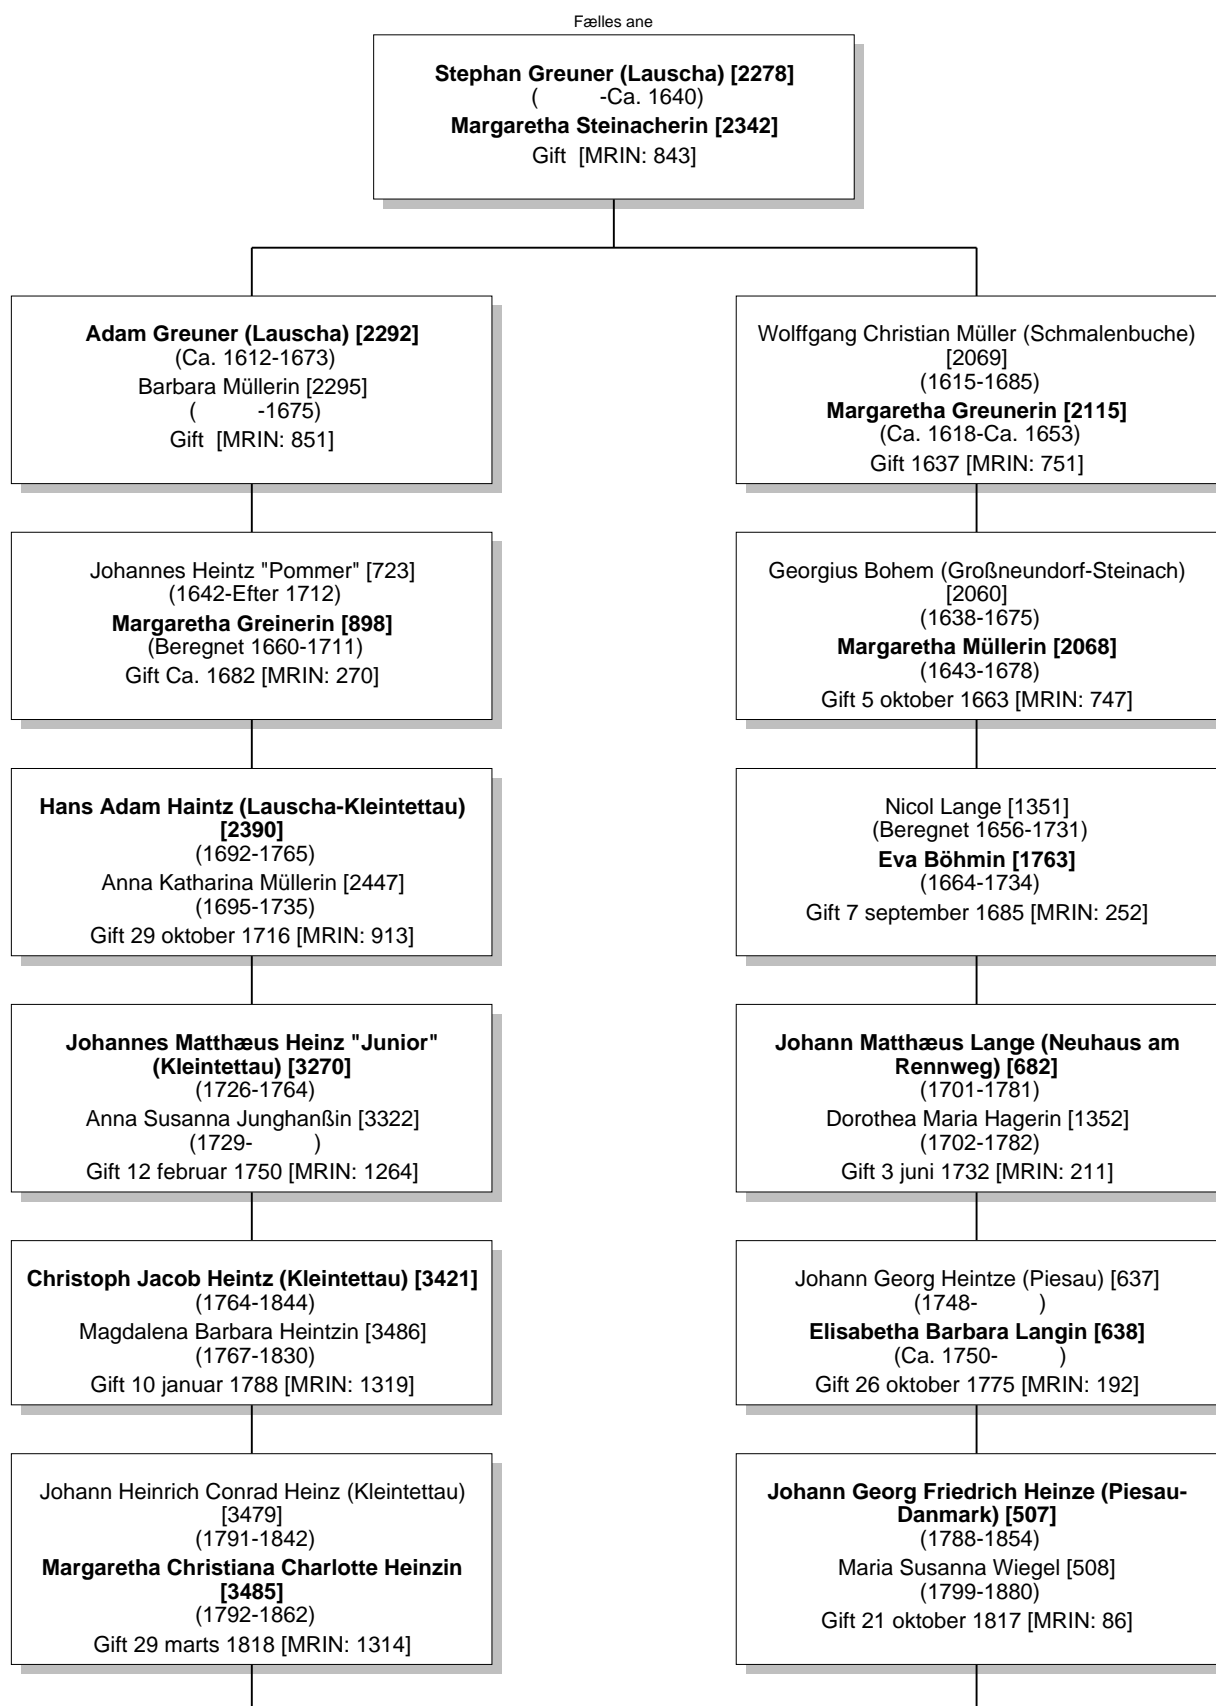 Fælles ane
Stephan Greuner (Lauscha) [2278]
( -Ca. 1640)
Margaretha Steinacherin [2342]
Gift [MRIN: 843]
Adam Greuner (Lauscha) [2292]
(Ca. 1612-1673)
Barbara Müllerin [2295]
( -1675)
Gift [MRIN: 851]
Wolffgang Christian Müller (Schmalenbuche)
[2069]
(1615-1685)
Margaretha Greunerin [2115]
(Ca. 1618-Ca. 1653)
Gift 1637 [MRIN: 751]
Johannes Heintz "Pommer" [723]
(1642-Efter 1712)
Margaretha Greinerin [898]
(Beregnet 1660-1711)
Gift Ca. 1682 [MRIN: 270]
Georgius Bohem (Großneundorf-Steinach)
[2060]
(1638-1675)
Margaretha Müllerin [2068]
(1643-1678)
Gift 5 oktober 1663 [MRIN: 747]
Hans Adam Haintz (Lauscha-Kleintettau)
[2390]
(1692-1765)
Anna Katharina Müllerin [2447]
(1695-1735)
Gift 29 oktober 1716 [MRIN: 913]
Nicol Lange [1351]
(Beregnet 1656-1731)
Eva Böhmin [1763]
(1664-1734)
Gift 7 september 1685 [MRIN: 252]
Johannes Matthæus Heinz "Junior"
(Kleintettau) [3270]
(1726-1764)
Anna Susanna Junghanßin [3322]
(1729- )
Gift 12 februar 1750 [MRIN: 1264]
Johann Matthæus Lange (Neuhaus am
Rennweg) [682]
(1701-1781)
Dorothea Maria Hagerin [1352]
(1702-1782)
Gift 3 juni 1732 [MRIN: 211]
Christoph Jacob Heintz (Kleintettau) [3421]
(1764-1844)
Magdalena Barbara Heintzin [3486]
(1767-1830)
Gift 10 januar 1788 [MRIN: 1319]
Johann Georg Heintze (Piesau) [637]
(1748- )
Elisabetha Barbara Langin [638]
(Ca. 1750- )
Gift 26 oktober 1775 [MRIN: 192]
Johann Heinrich Conrad Heinz (Kleintettau)
[3479]
(1791-1842)
Margaretha Christiana Charlotte Heinzin
[3485]
(1792-1862)
Gift 29 marts 1818 [MRIN: 1314]
Johann Georg Friedrich Heinze (Piesau-
Danmark) [507]
(1788-1854)
Maria Susanna Wiegel [508]
(1799-1880)
Gift 21 oktober 1817 [MRIN: 86]